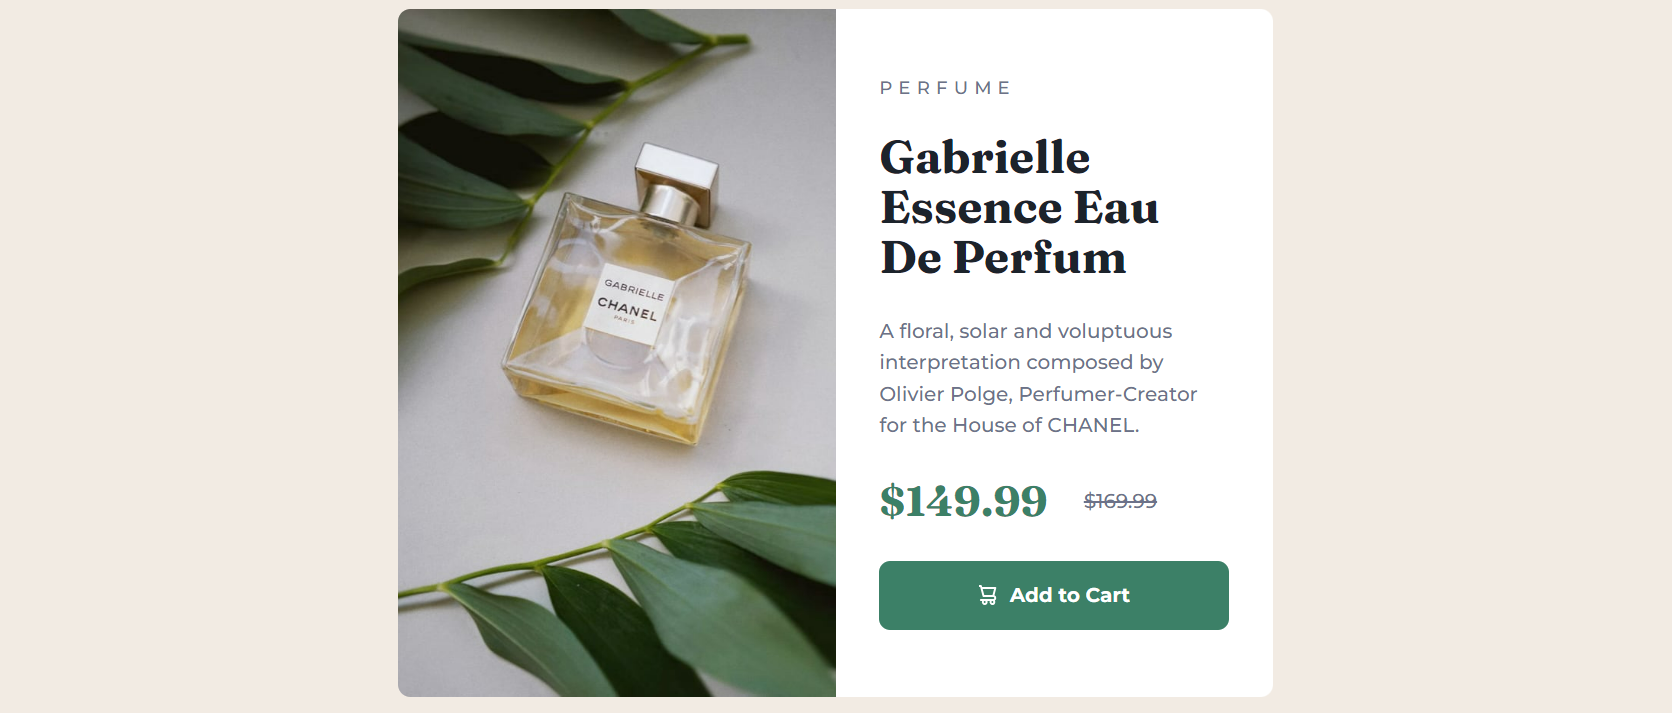 GABRIELLE
CHANEL
PARIS
PERFUME
Gabrielle
Essence Eau
De Perfum
A floral, solar and voluptuous
interpretation composed by
Olivier Polge, Perfumer-Creator
for the House of CHANEL.
$149.99 $169.99
Add to Cart